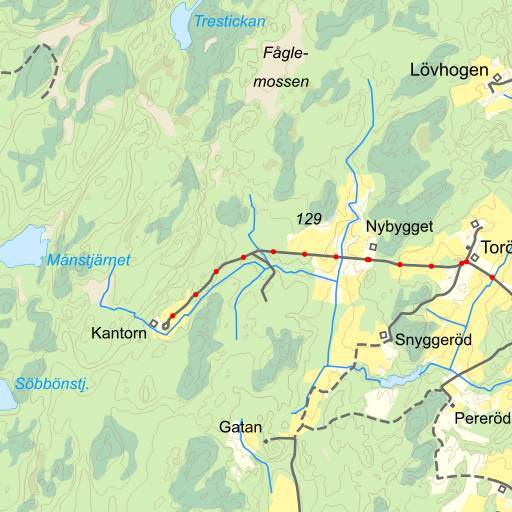 Trestickan
Fågle-
mossen
Lövhogen
129
Nybygget
Torö
Månstjärnet
Kantorn
Snyggeröd
Söbbönstj.
Gatan
Pereröd